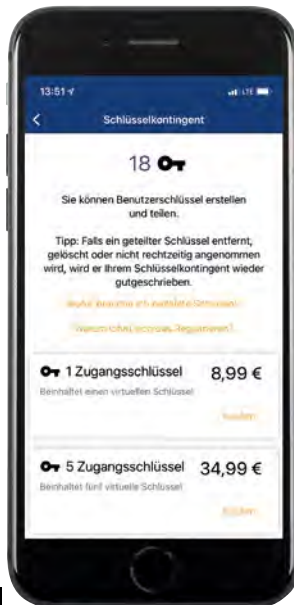 13:51
LTE
Schlüsselkontingent
18
Sie können Benutzerschlüssel erstellen
und teilen.
Tipp: Falls ein geteilter Schlüssel entfernt,
gelöscht oder nicht rechtzeitig angenommen
wird, wird er Ihrem Schlüsselkontingent wieder
gutgeschrieben.
1 Zugangsschlüssel 8,99 €
Beinhaltet einen virtuellen Schlüssel
Kaufen
5 Zugangsschlüssel 34,99 €
Beinhaltet fünf virtuelle Schlüssel
Kaufen